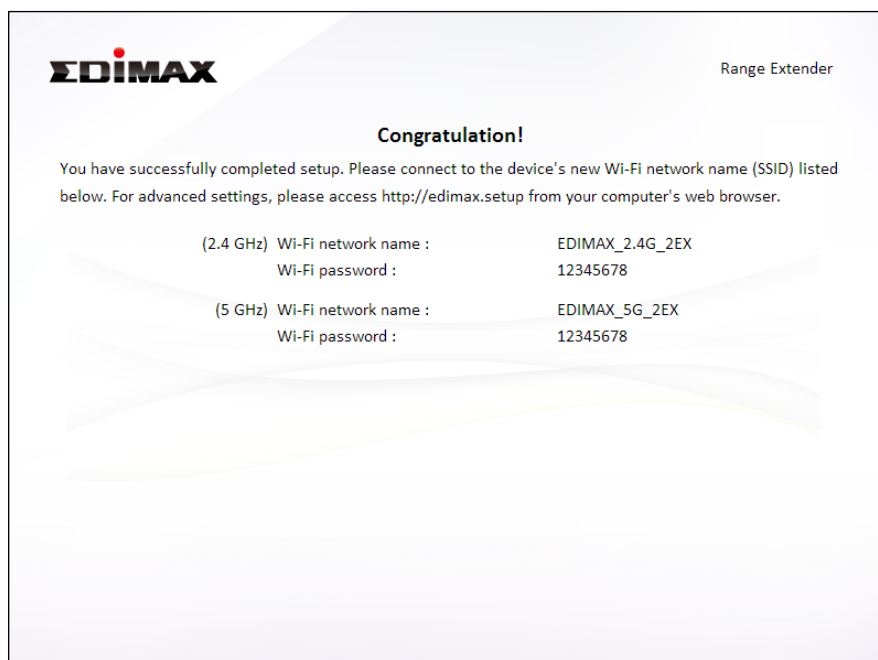 EDIMAX
Range Extender
Congratulation!
You have successfully completed setup. Please connect to the device's new Wi-Fi network name (SSID) listed
below. For advanced settings, please access http://edimax.setup from your computer's web browser.
(2.4 GHz) Wi-Fi network name : EDIMAX_2.4G_2EX
Wi-Fi password : 12345678
(5 GHz) Wi-Fi network name : EDIMAX_5G_2EX
Wi-Fi password : 12345678